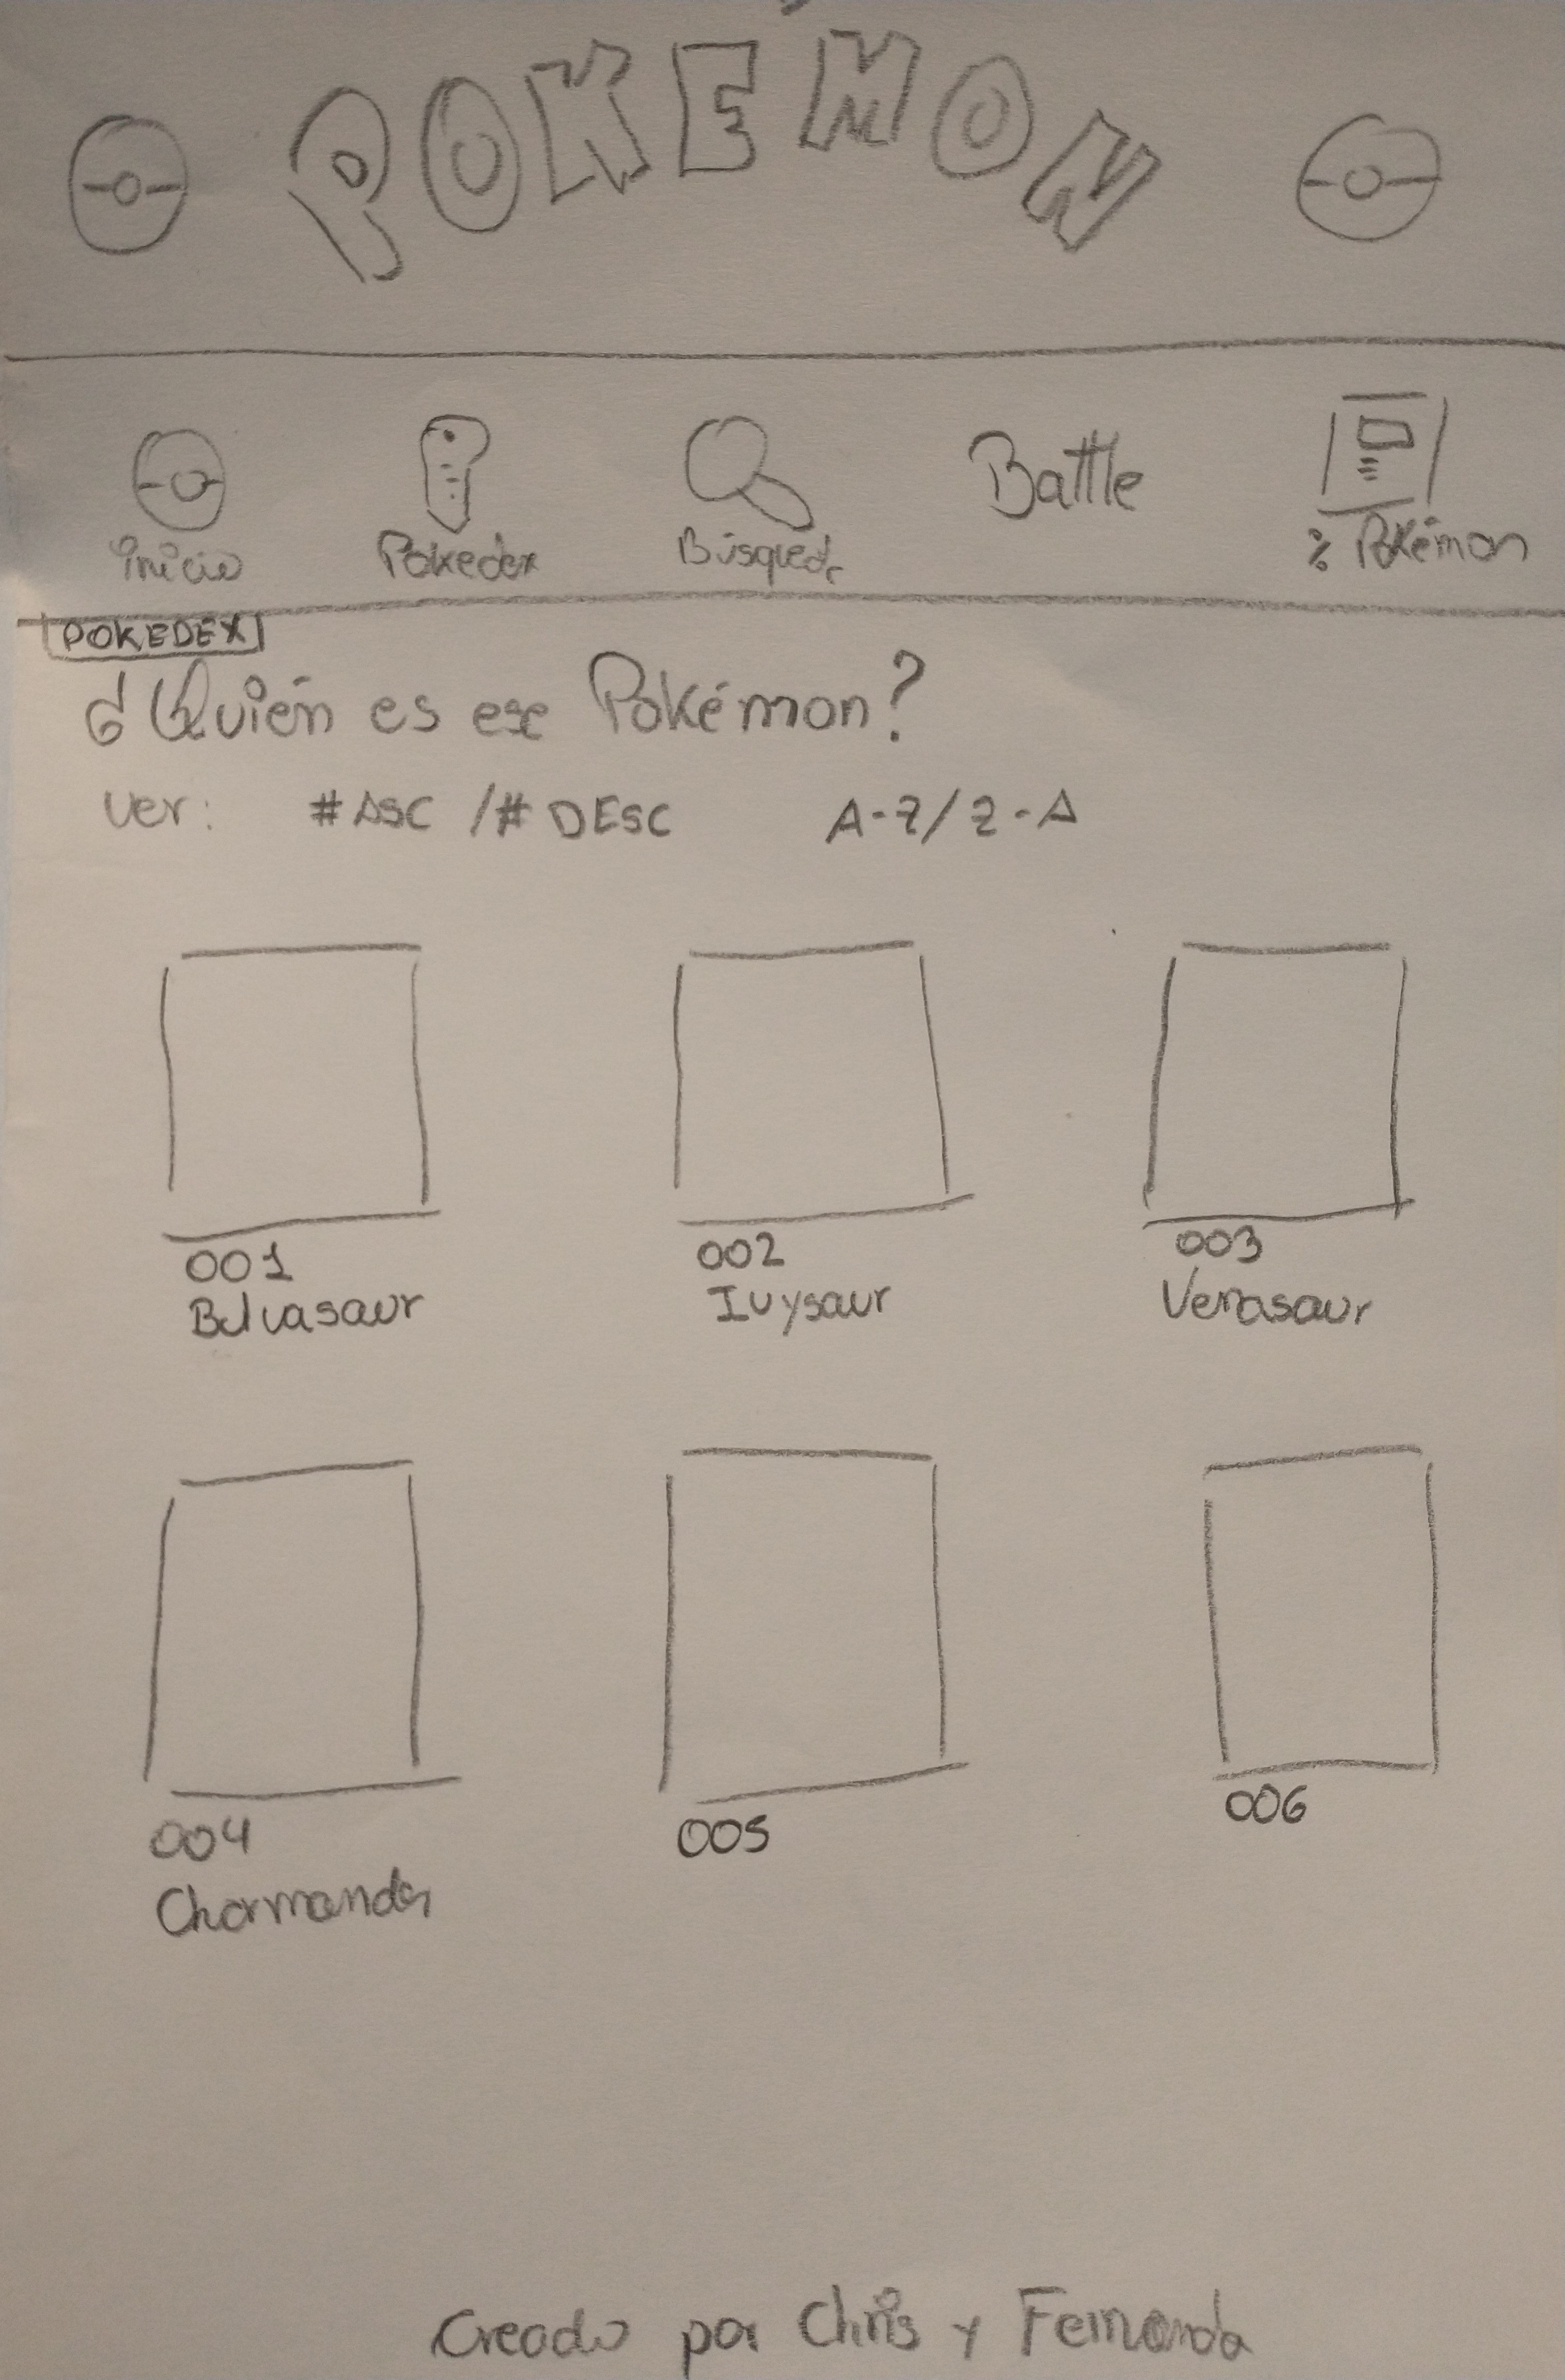 POKÉMON
inicio Pokedex Búsqueda Battle % Pokémon
POKEDEX
¿Quién es ese Pokémon?
Ver: #ASC /# DESC A-Z/Z-A
001 002 003
Bulvasaur Ivysaur Venasaur
004 005 006
Charmander
Creado por Chris y Fernanda